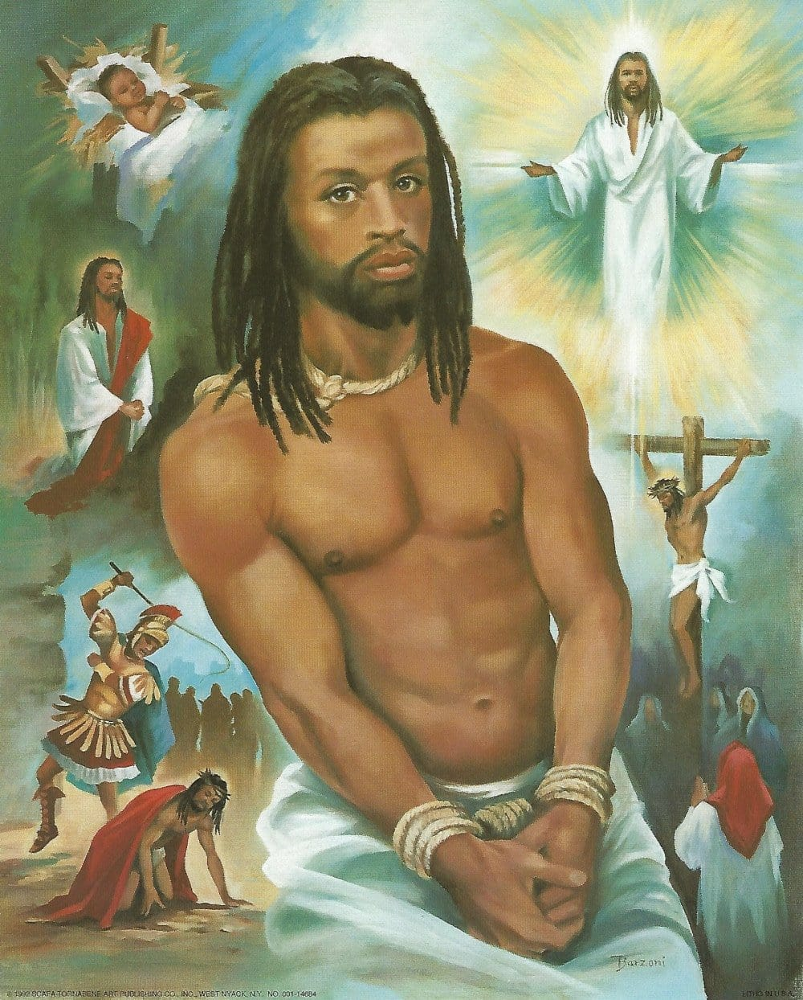 Barzoni
© 1992 SCAFA-TORNABENE ART PUBLISHING CO., INC., WEST NYACK, N.Y. NO. 001-14684
LITHO IN U.S.A.